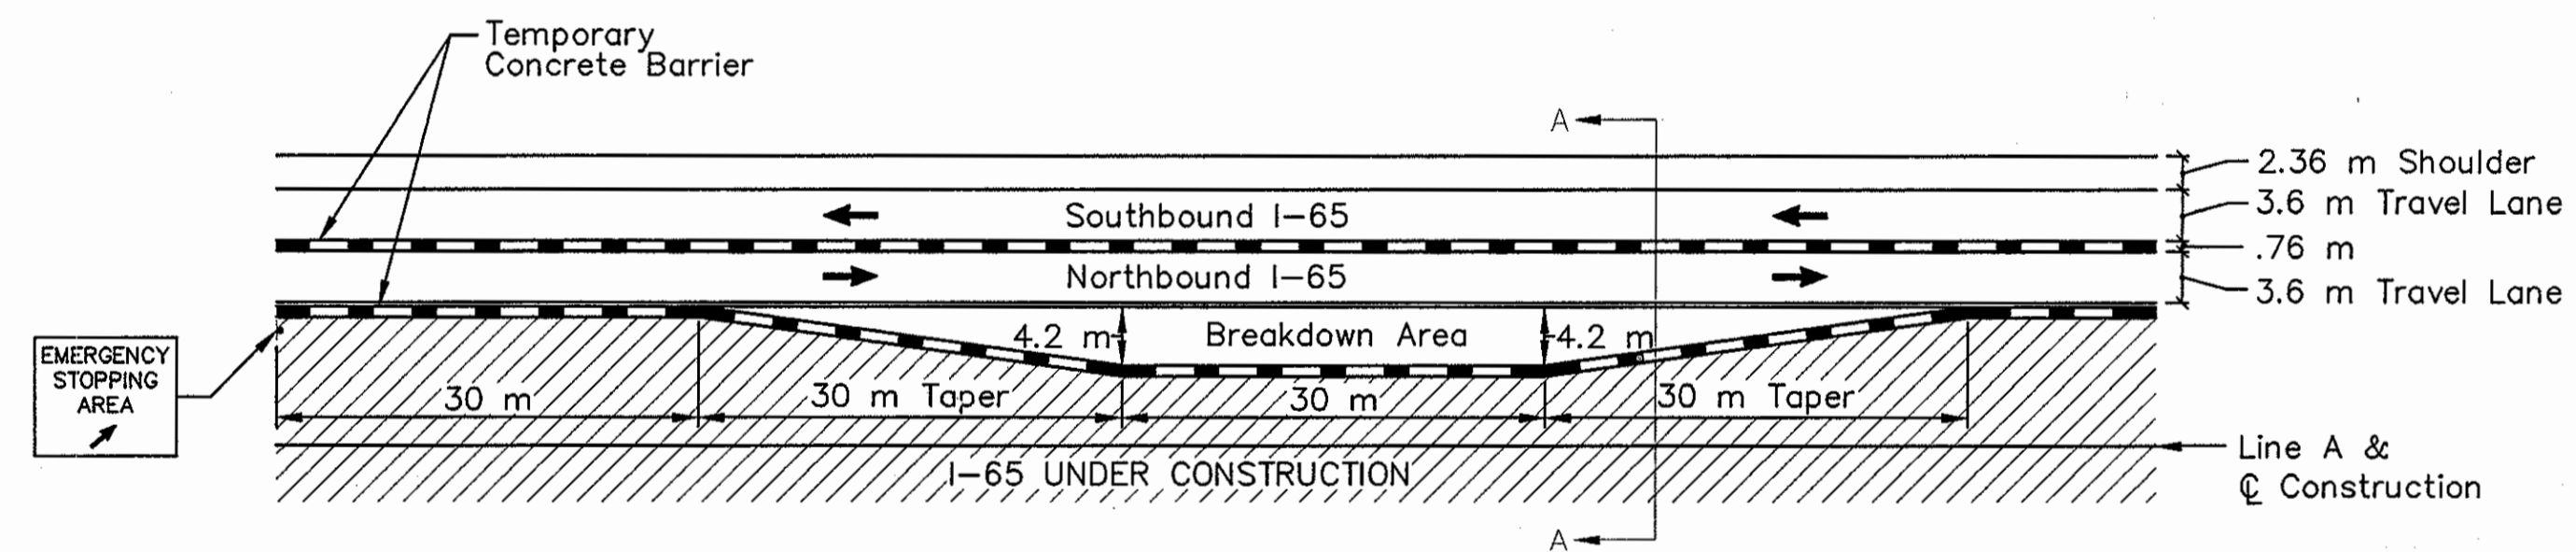 Temporary
Concrete Barrier
A
2.36 m Shoulder
3.6 m Travel Lane
Southbound I-65
.76 m
Northbound I-65
3.6 m Travel Lane
EMERGENCY
STOPPING
AREA
4.2 m
Breakdown Area
4.2 m
30 m
30 m Taper
30 m
30 m Taper
Line A &
℄ Construction
I-65 UNDER CONSTRUCTION
A